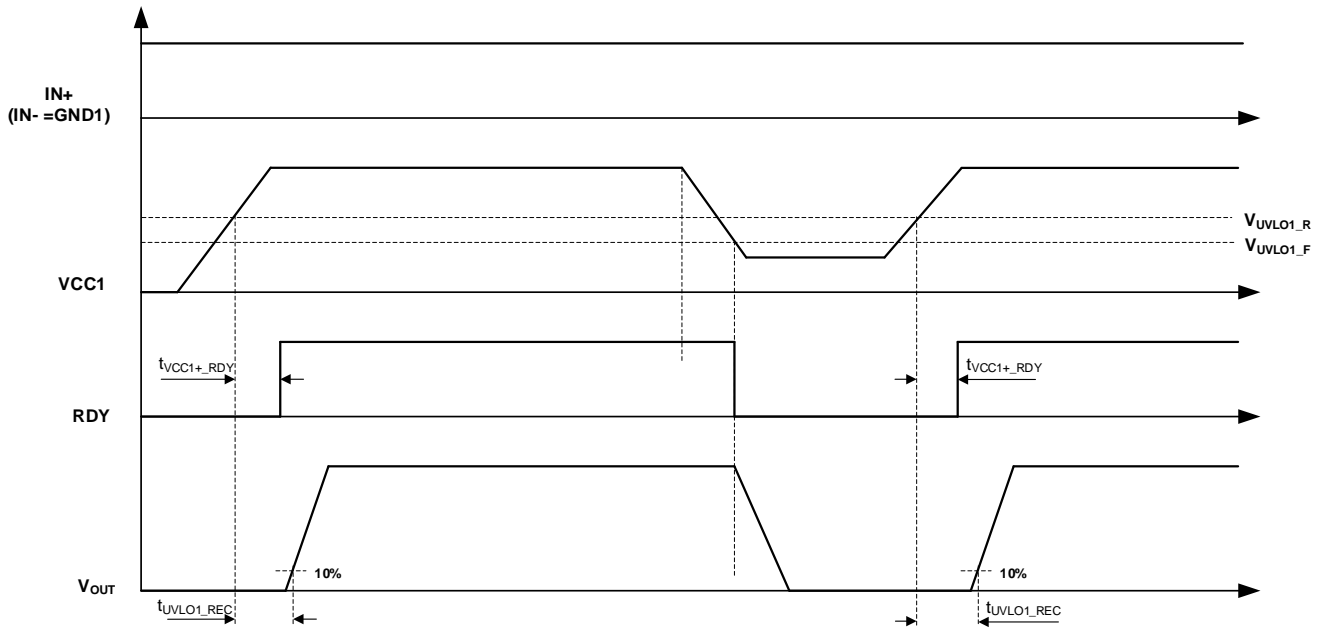 IN+
(IN- =GND1)
VUVLO1_R
VUVLO1_F
VCC1
tVCC1+_RDY
tVCC1+_RDY
RDY
10%
10%
VOUT
tUVLO1_REC
tUVLO1_REC